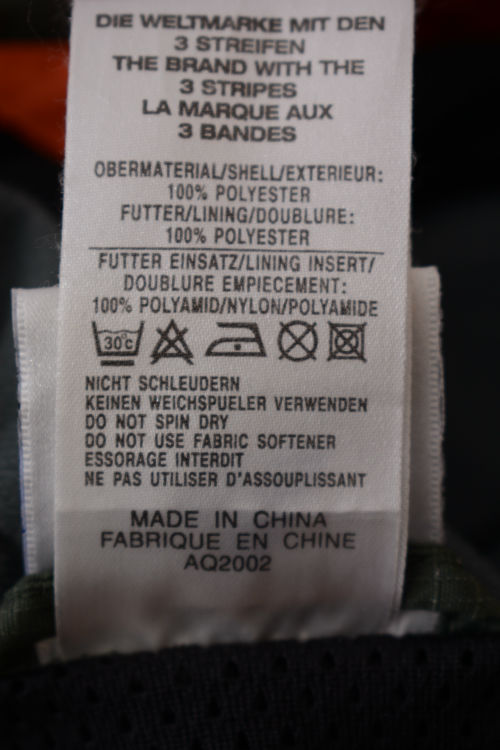 DIE WELTMARKE MIT DEN
3 STREIFEN
THE BRAND WITH THE
3 STRIPES
LA MARQUE AUX
3 BANDES
OBERMATERIAL/SHELL/EXTERIEUR:
100% POLYESTER
FUTTER/LINING/DOUBLURE:
100% POLYESTER
FUTTER EINSATZ/LINING INSERT/
DOUBLURE EMPIECEMENT:
100% POLYAMID/NYLON/POLYAMIDE
30°C
NICHT SCHLEUDERN
KEINEN WEICHSPUELER VERWENDEN
DO NOT SPIN DRY
DO NOT USE FABRIC SOFTENER
ESSORAGE INTERDIT
NE PAS UTILISER D'ASSOUPLISSANT
MADE IN CHINA
FABRIQUE EN CHINE
AQ2002